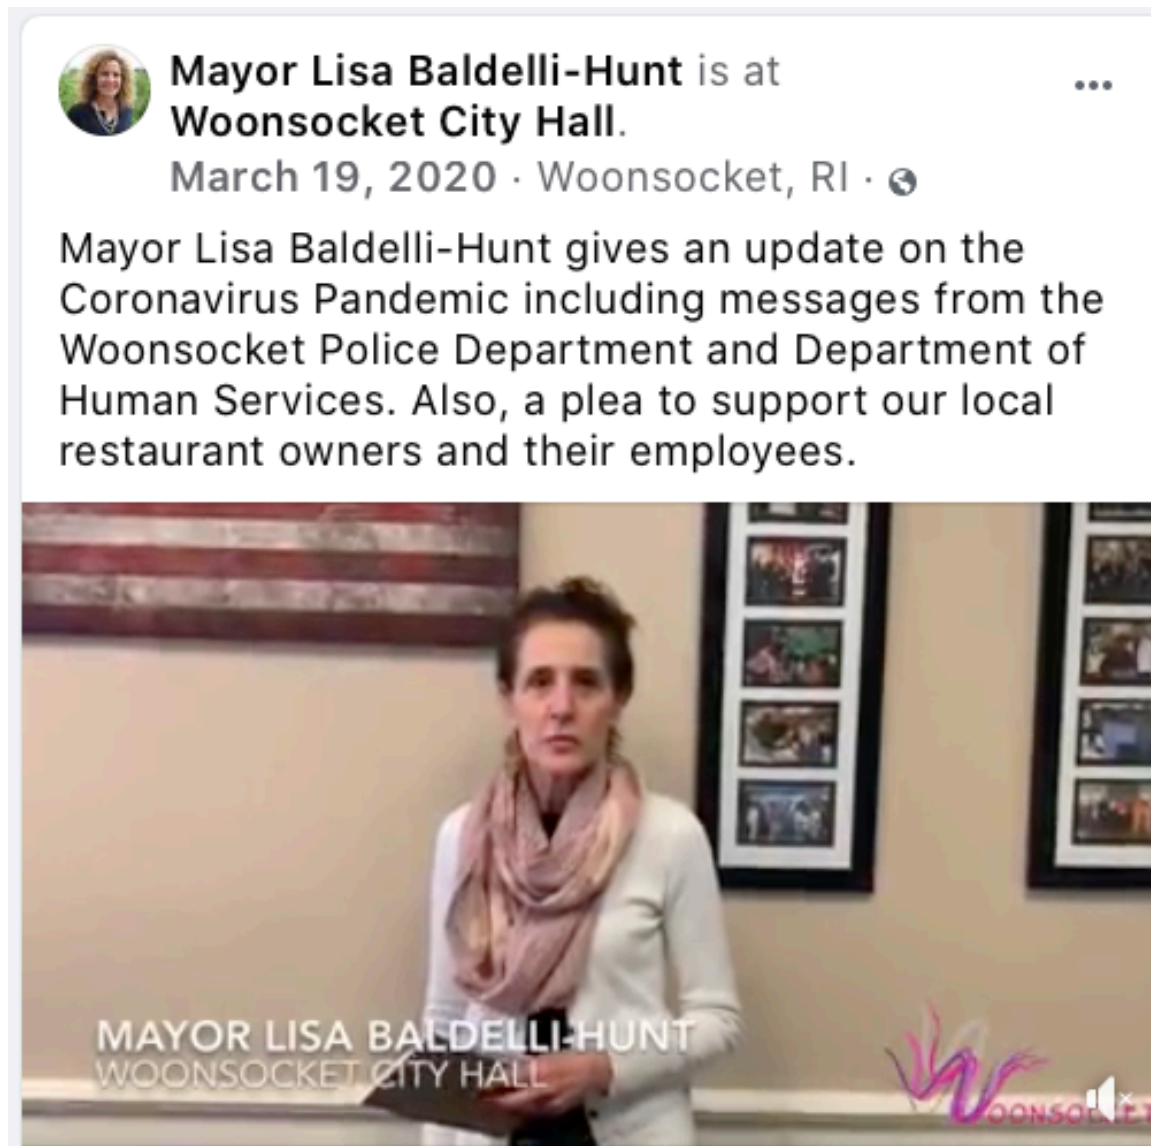 Mayor Lisa Baldelli-Hunt is at
Woonsocket City Hall.
March 19, 2020 · Woonsocket, RI ·
Mayor Lisa Baldelli-Hunt gives an update on the
Coronavirus Pandemic including messages from the
Woonsocket Police Department and Department of
Human Services. Also, a plea to support our local
restaurant owners and their employees.
MAYOR LISA BALDELLI-HUNT
WOONSOCKET CITY HALL
WOONSOCKET